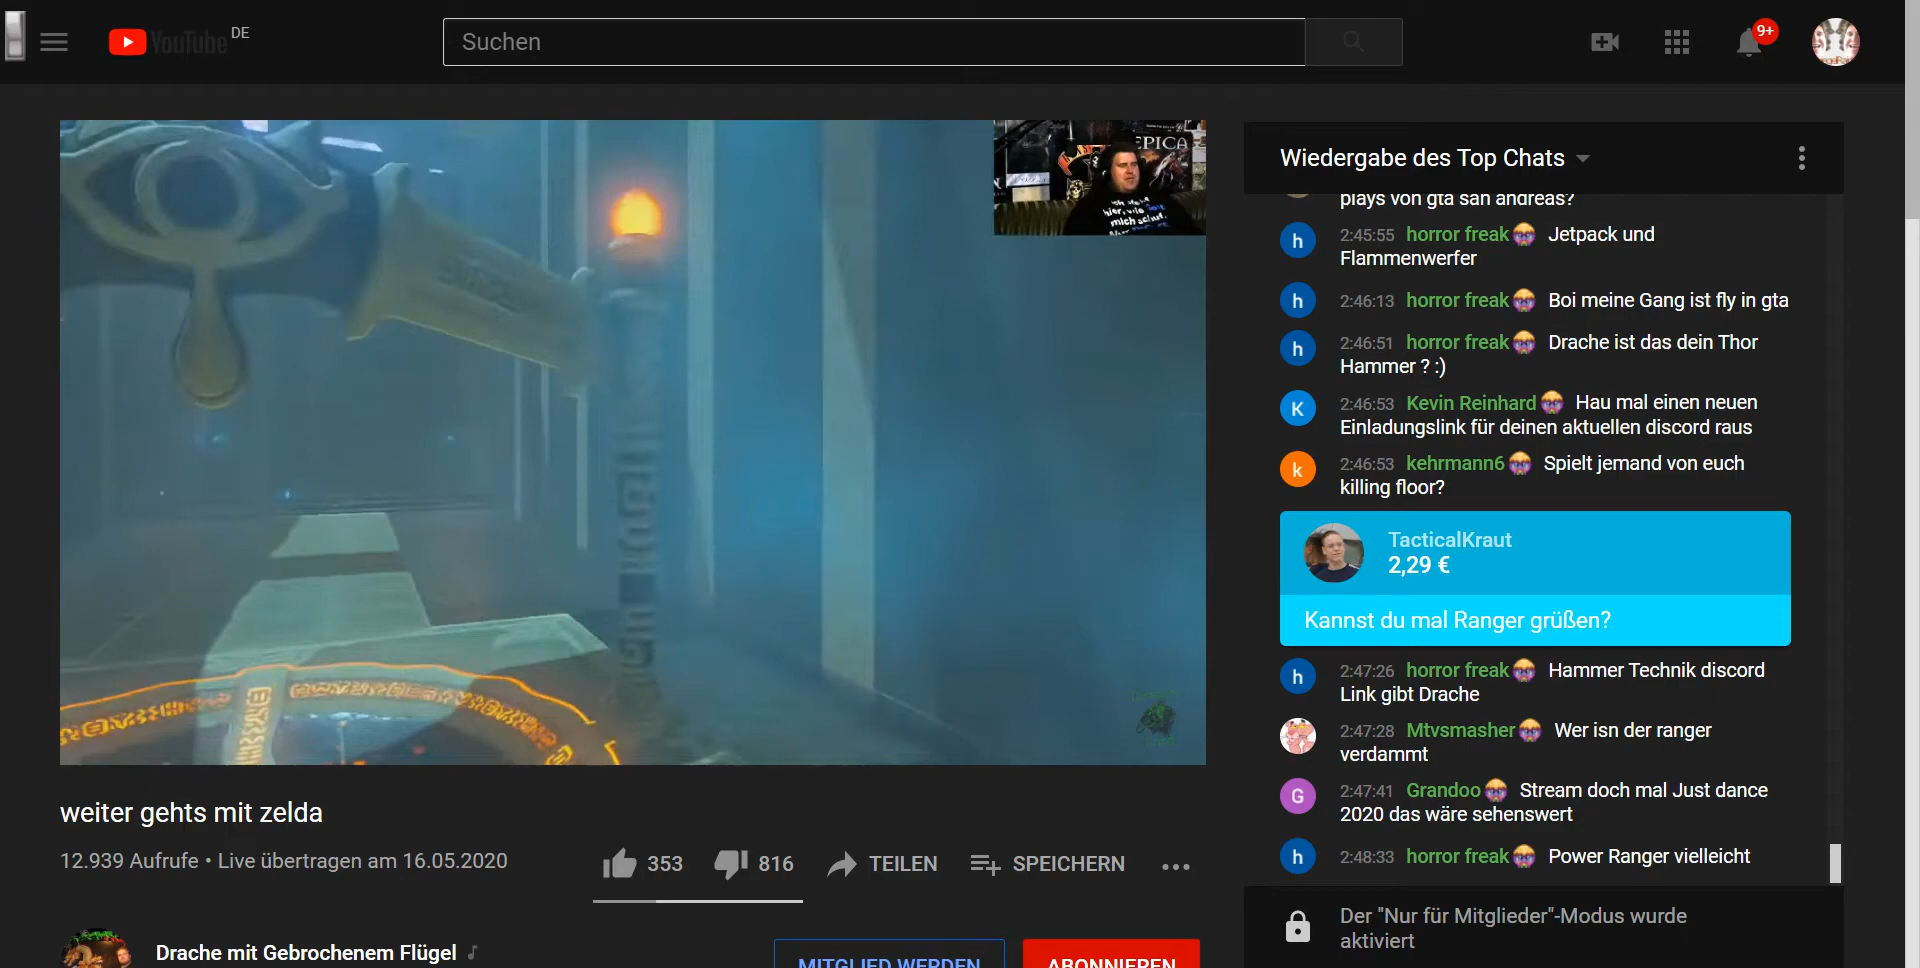 YouTube DE
Suchen
9+
EPICA
hier, wie
mich schuf.
weiter gehts mit zelda
12.939 Aufrufe • Live übertragen am 16.05.2020
353
816
TEILEN
SPEICHERN
Drache mit Gebrochenem Flügel
MITGLIED WERDEN
ABONNIEREN
Wiedergabe des Top Chats
plays von gta san andreas?
h 2:45:55 horror freak Jetpack und
Flammenwerfer
h 2:46:13 horror freak Boi meine Gang ist fly in gta
h 2:46:51 horror freak Drache ist das dein Thor
Hammer ? :)
K 2:46:53 Kevin Reinhard Hau mal einen neuen
Einladungslink für deinen aktuellen discord raus
k 2:46:53 kehrmann6 Spielt jemand von euch
killing floor?
TacticalKraut
2,29 €
Kannst du mal Ranger grüßen?
h 2:47:26 horror freak Hammer Technik discord
Link gibt Drache
2:47:28 Mtvsmasher Wer isn der ranger
verdammt
G 2:47:41 Grandoo Stream doch mal Just dance
2020 das wäre sehenswert
h 2:48:33 horror freak Power Ranger vielleicht
Der "Nur für Mitglieder"-Modus wurde
aktiviert